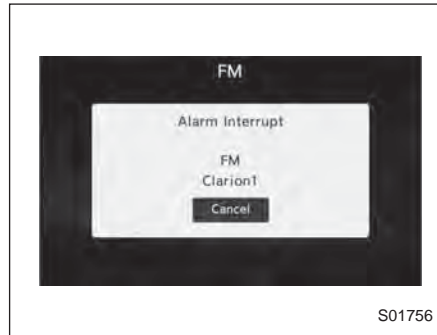 FM
Alarm Interrupt
FM
Clarion1
Cancel
S01756